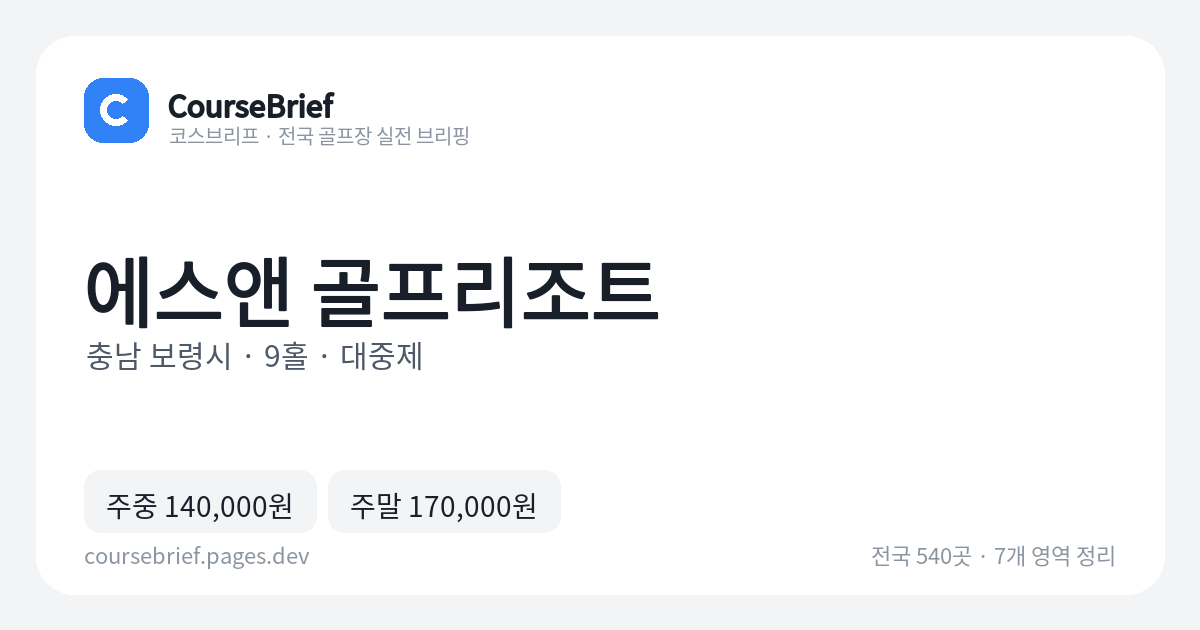 C
CourseBrief
코스브리프 · 전국 골프장 실전 브리핑
에스앤 골프리조트
충남 보령시 · 9홀 · 대중제
주중 140,000원 주말 170,000원
coursebrief.pages.dev
전국 540곳 · 7개 영역 정리